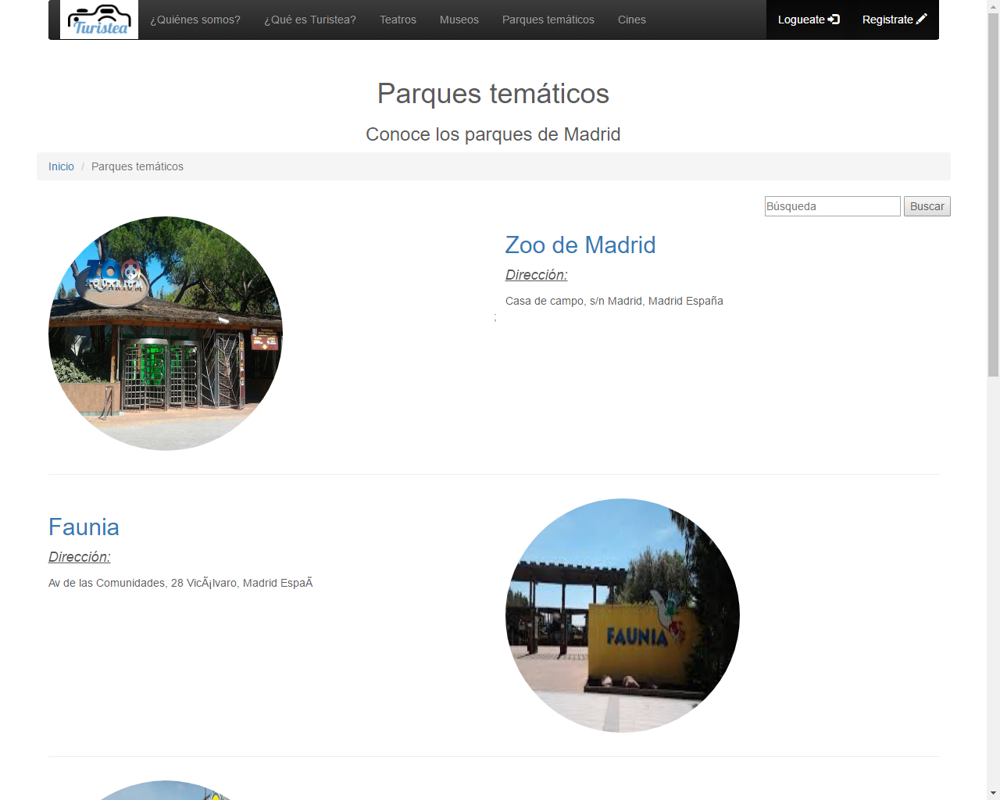 Turistea ¿Quiénes somos? ¿Qué es Turistea? Teatros Museos Parques temáticos Cines Logueate Registrate
Parques temáticos
Conoce los parques de Madrid
Inicio / Parques temáticos
Búsqueda Buscar
ZOO
AQUARIUM
Zoo de Madrid
Dirección:
Casa de campo, s/n Madrid, Madrid España
;
Faunia
Dirección:
Av de las Comunidades, 28 VicÃ¡lvaro, Madrid EspaÃ
FAUNIA